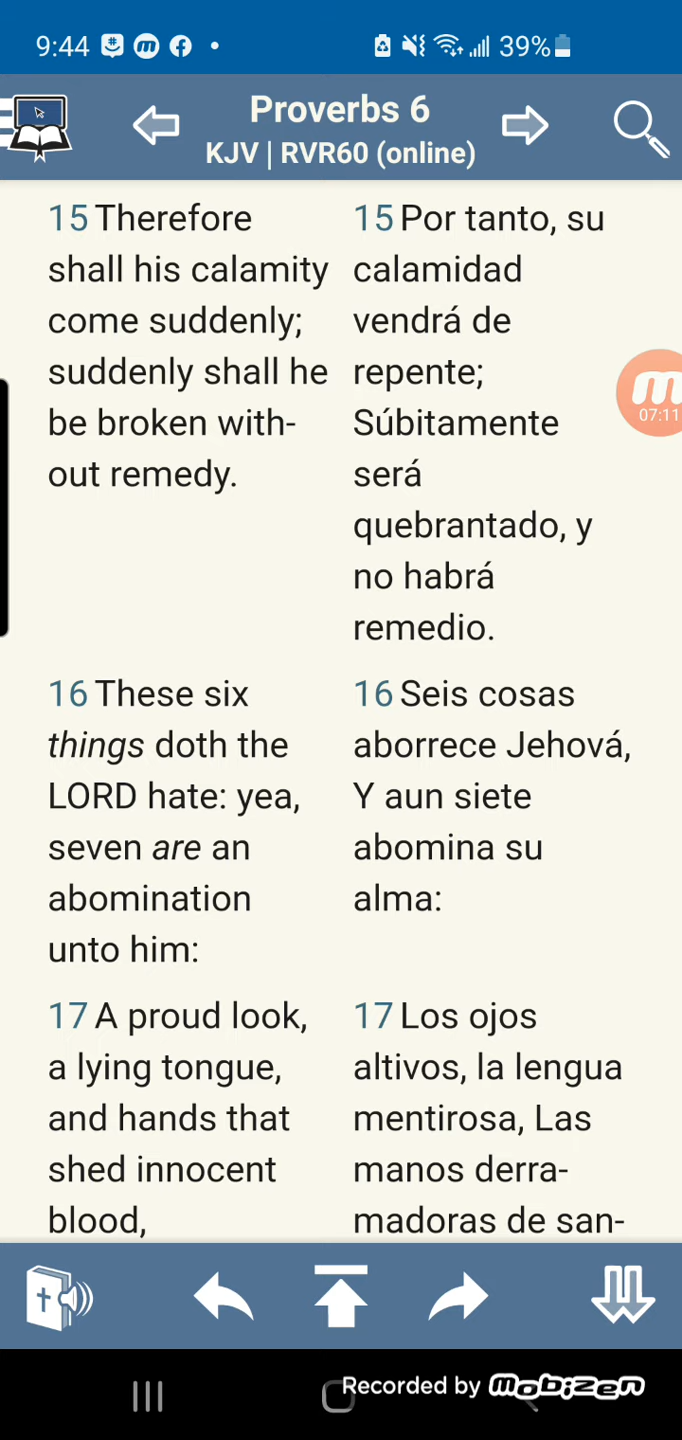 9:44
39%
Proverbs 6
KJV | RVR60 (online)
15 Therefore
shall his calamity
come suddenly;
suddenly shall he
be broken with-
out remedy.
15 Por tanto, su
calamidad
vendrá de
repente;
Súbitamente
será
quebrantado, y
no habrá
remedio.
07:11
16 These six
things doth the
LORD hate: yea,
seven are an
abomination
unto him:
16 Seis cosas
aborrece Jehová,
Y aun siete
abomina su
alma:
17 A proud look,
a lying tongue,
and hands that
shed innocent
blood,
17 Los ojos
altivos, la lengua
mentirosa, Las
manos derra-
madoras de san-
Recorded by mobizen